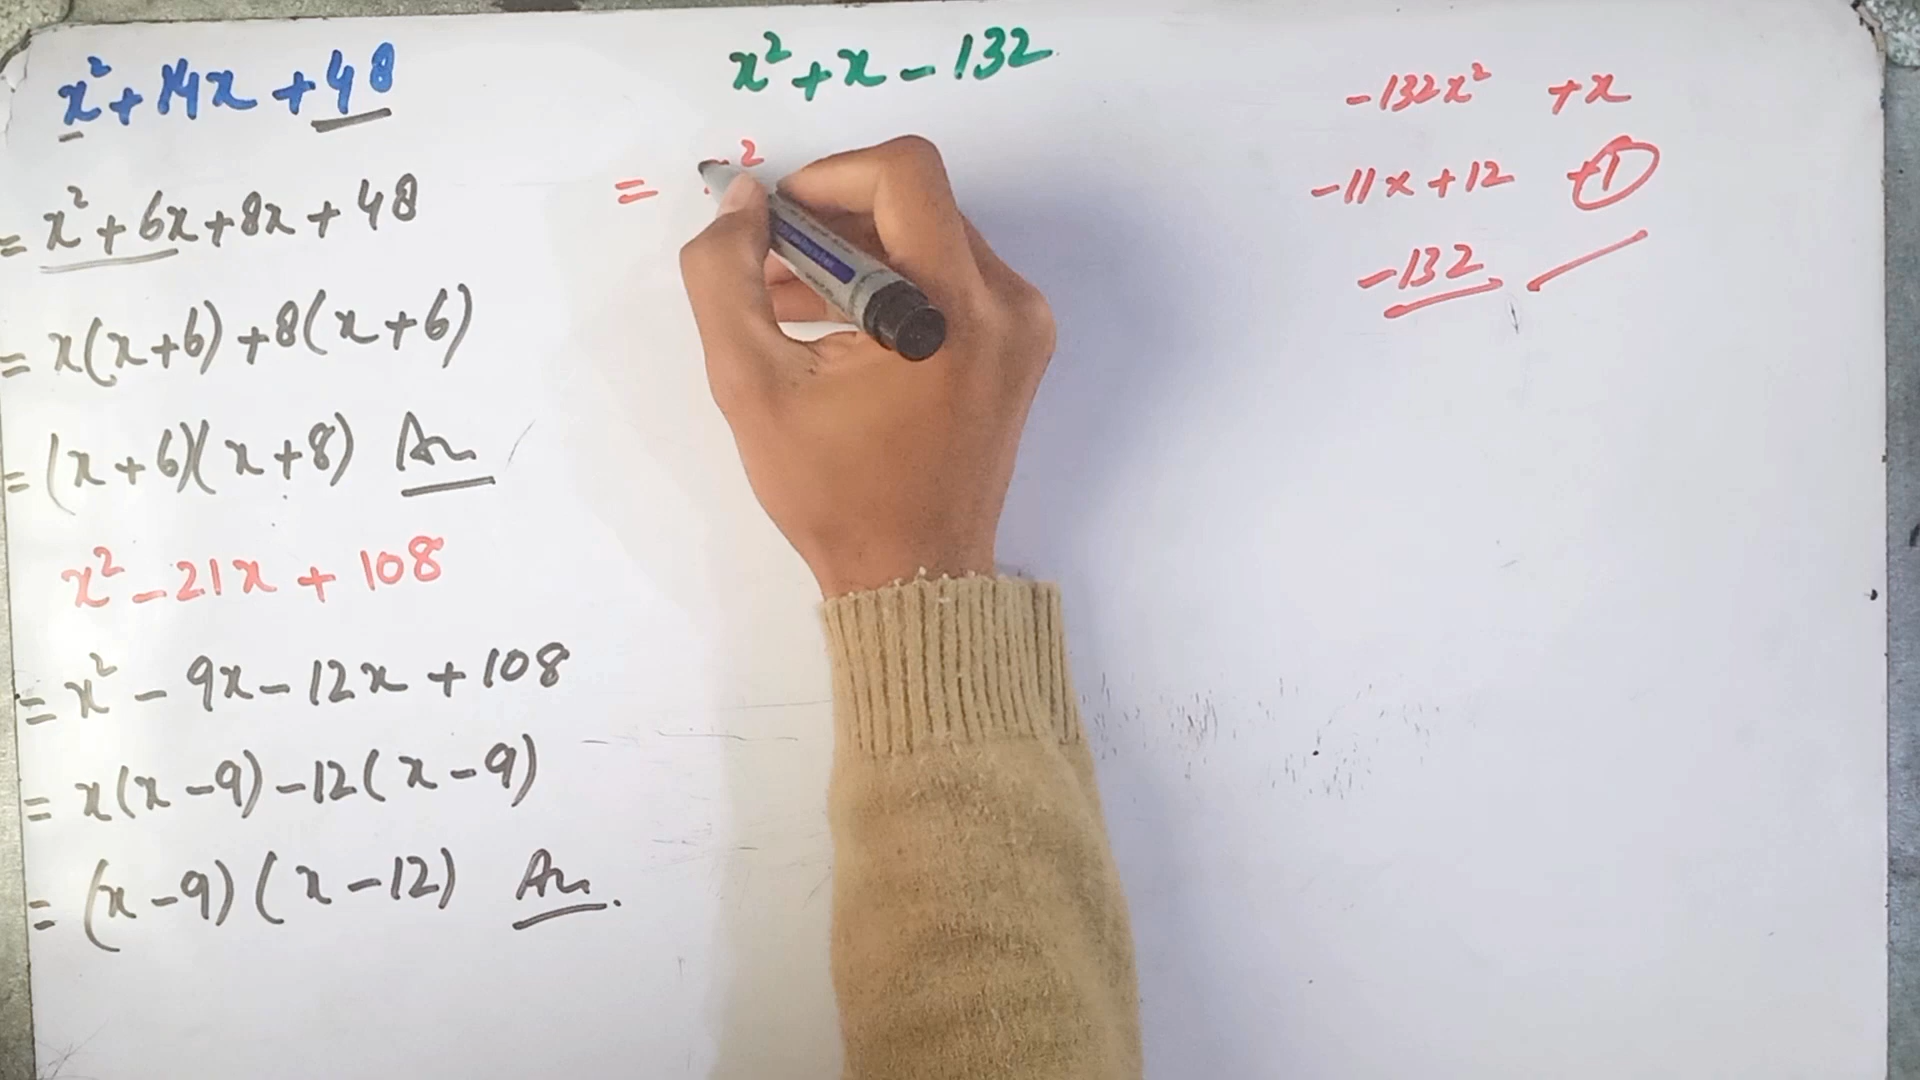 x² + 14x + 48
= x² + 6x + 8x + 48
= x(x+6) + 8(x+6)
= (x+6)(x+8) An
x² - 21x + 108
= x² - 9x - 12x + 108
= x(x-9) - 12(x-9)
= (x-9)(x-12) An.
x² + x - 132
= x²
-132x² +x
-11x + 12 +1
-132